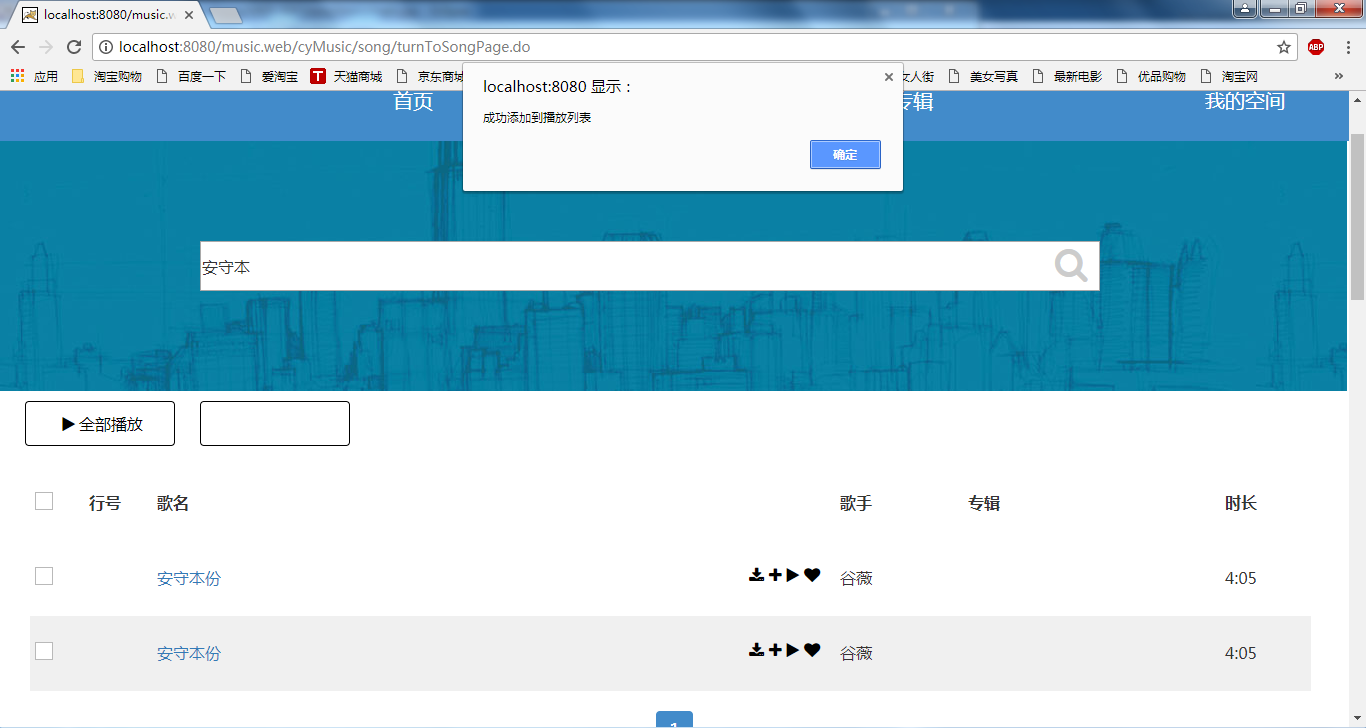 localhost:8080/music.w
localhost:8080/music.web/cyMusic/song/turnToSongPage.do
ABP
应用 淘宝购物 百度一下 爱淘宝 T 天猫商城 京东商城 女人街 美女写真 最新电影 优品购物 淘宝网 »
localhost:8080 显示：
成功添加到播放列表
确定
首页 专辑 我的空间
安守本
全部播放
行号 歌名 歌手 专辑 时长
安守本份 谷薇 4:05
安守本份 谷薇 4:05
1